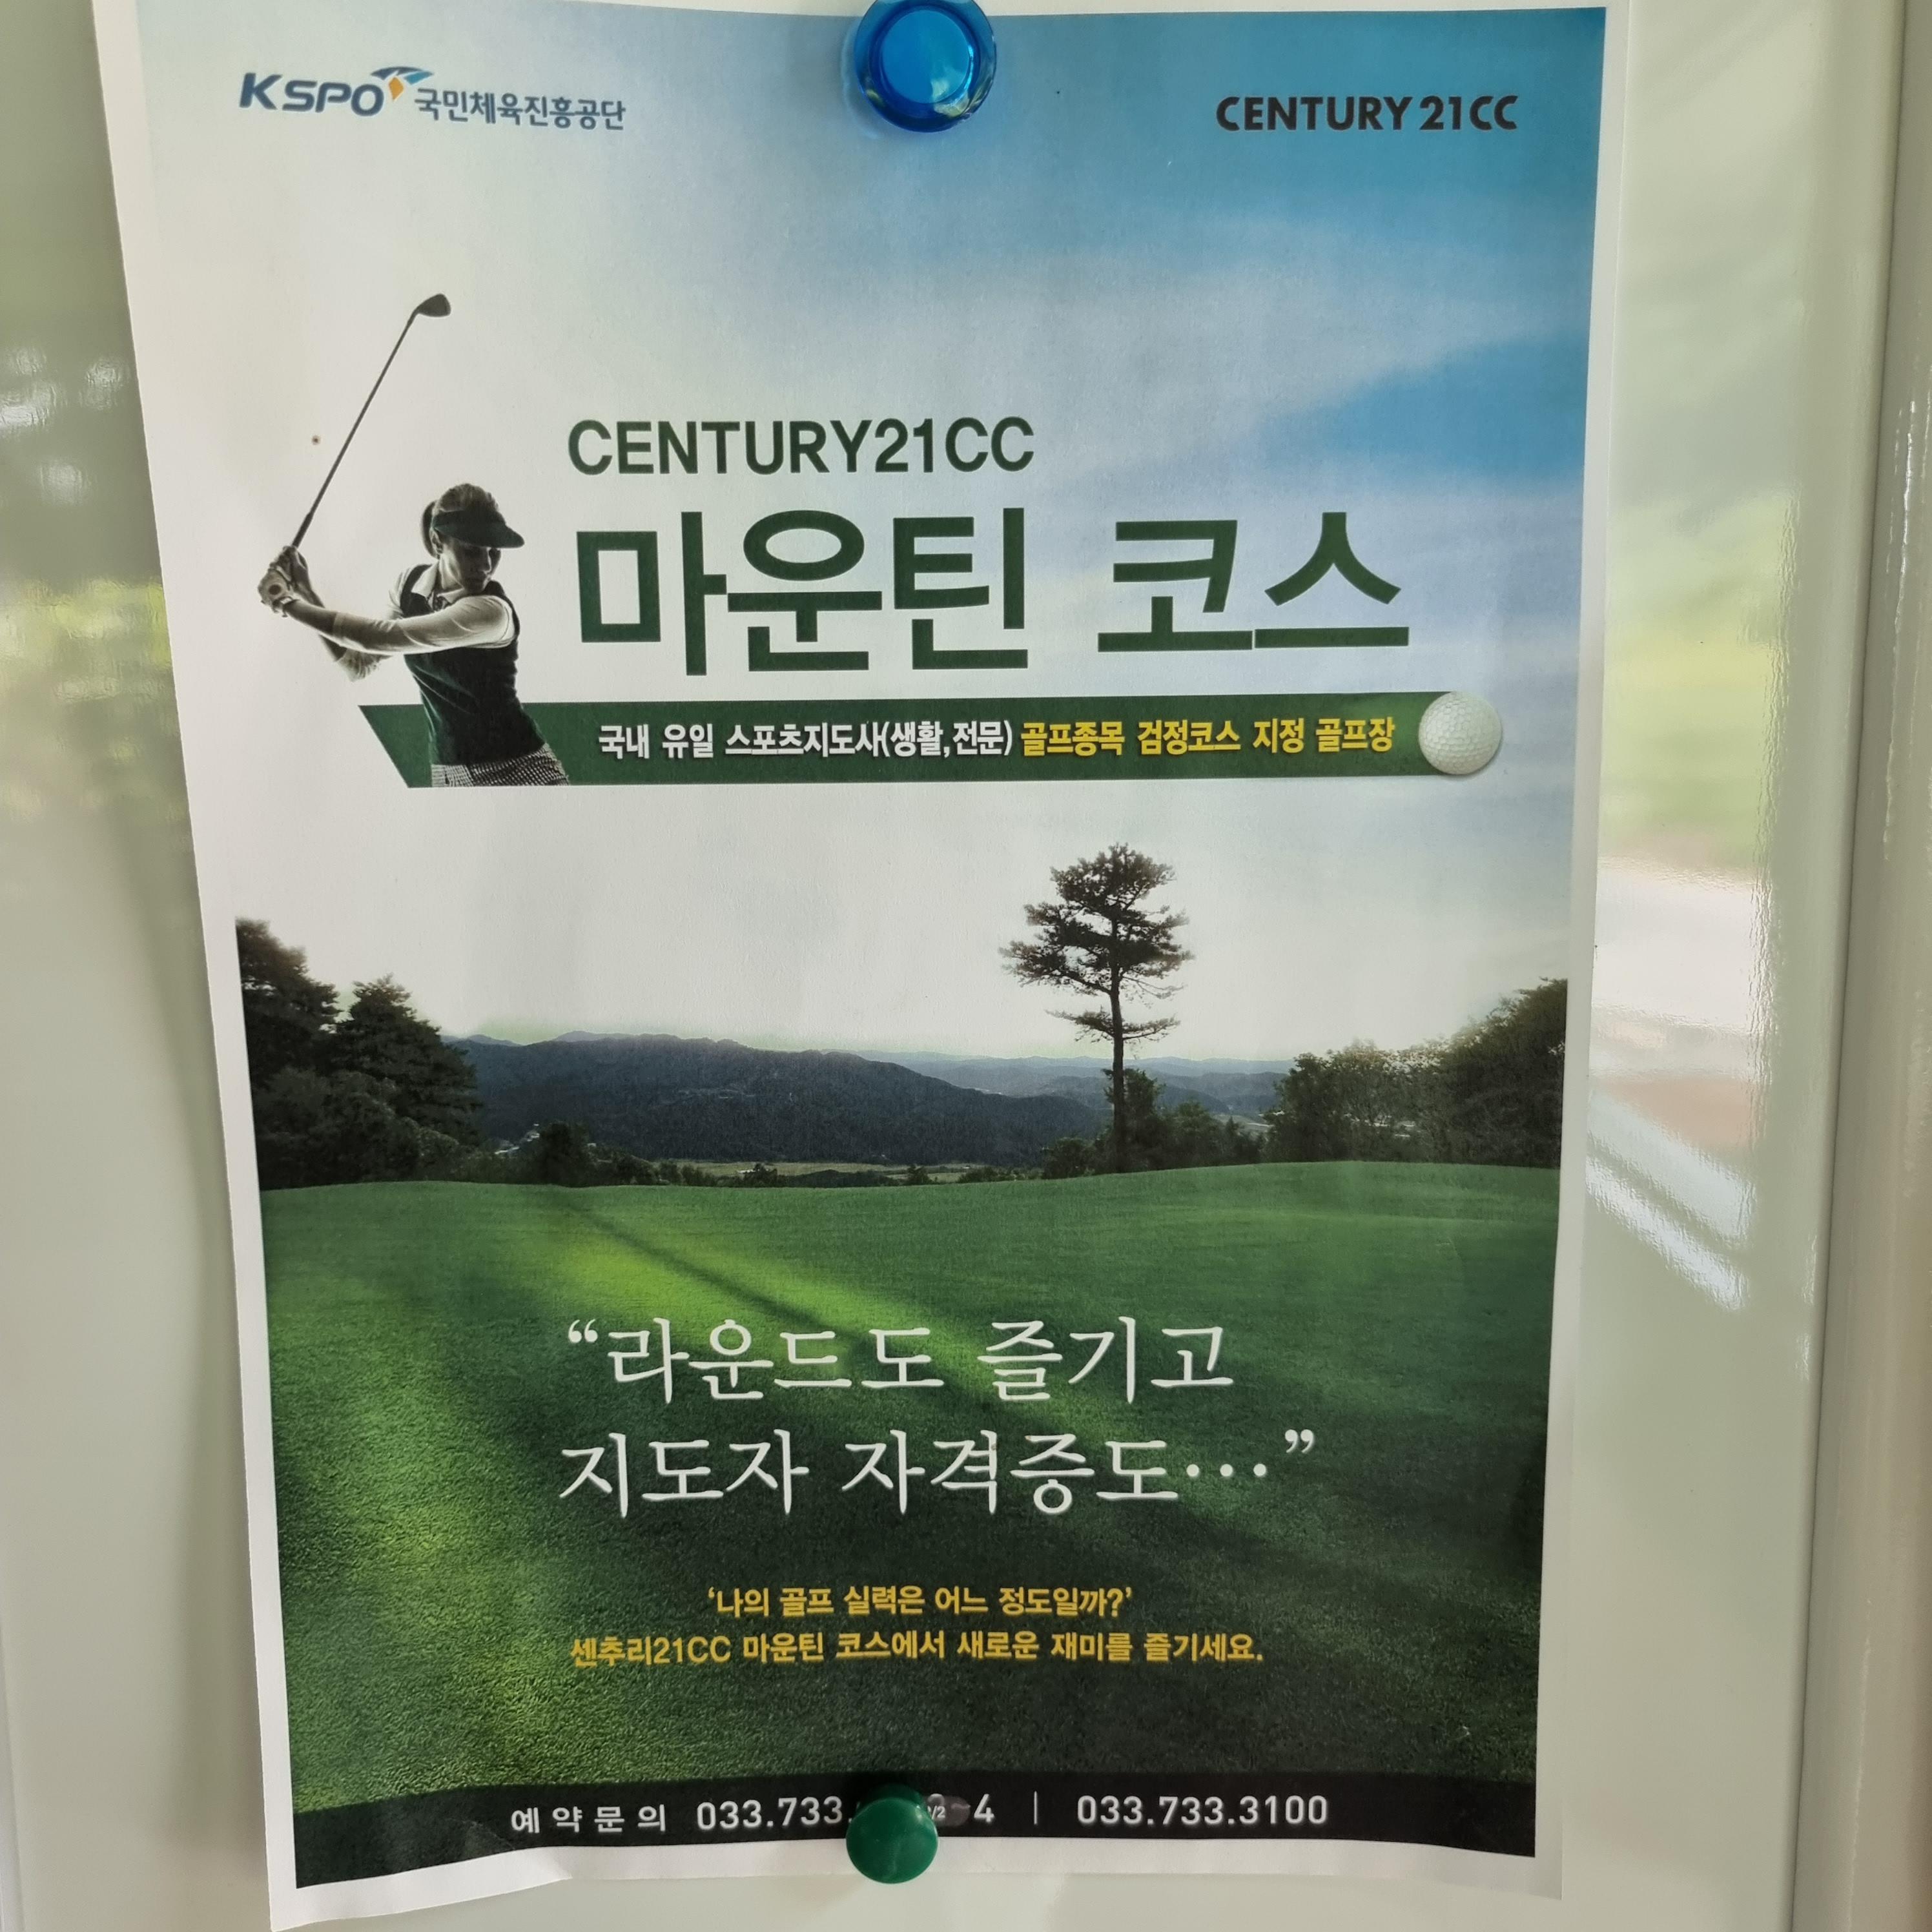 KSPO 국민체육진흥공단
CENTURY 21CC
CENTURY21CC
마운틴 코스
국내 유일 스포츠지도사(생활,전문) 골프종목 검정코스 지정 골프장
“라운드도 즐기고
지도자 자격증도···”
‘나의 골프 실력은 어느 정도일까?’
센추리21CC 마운틴 코스에서 새로운 재미를 즐기세요.
예약문의 033.733. 4 | 033.733.3100